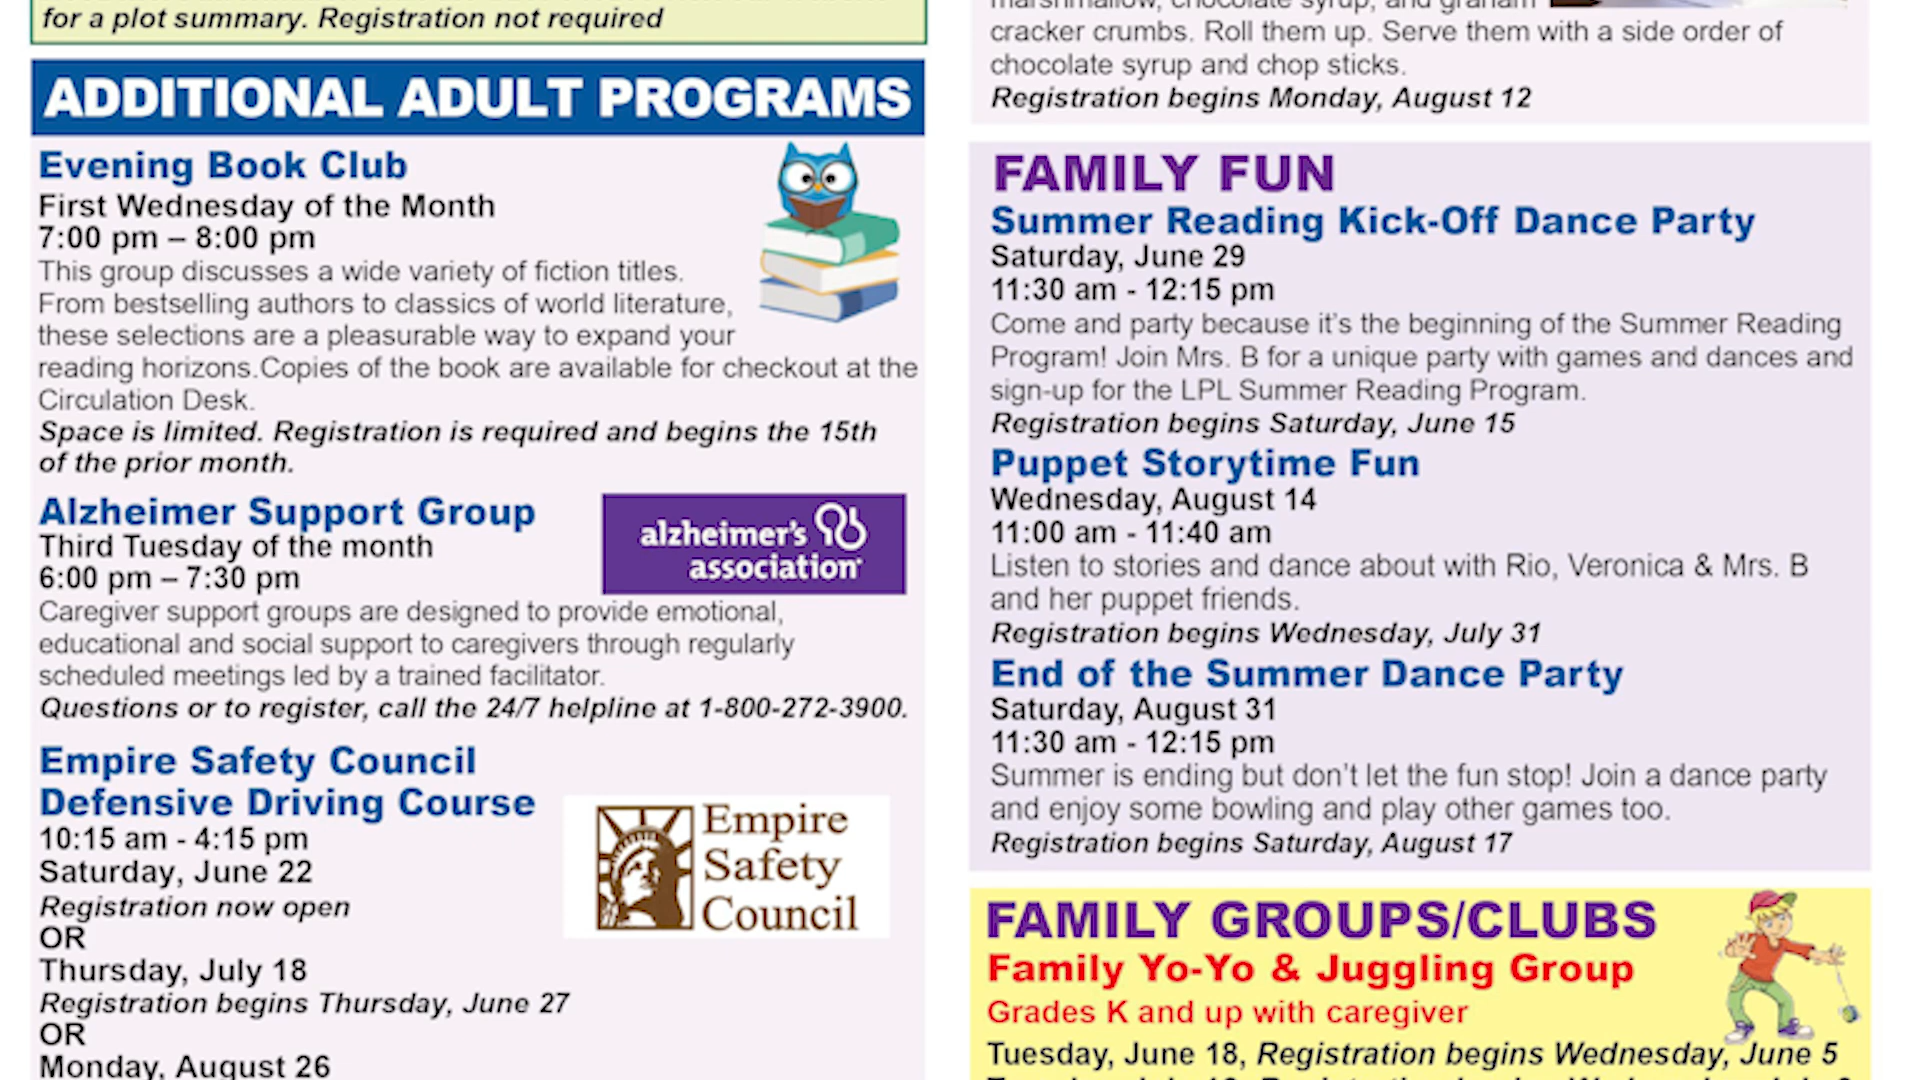 for a plot summary. Registration not required
ADDITIONAL ADULT PROGRAMS
Evening Book Club
First Wednesday of the Month
7:00 pm – 8:00 pm
This group discusses a wide variety of fiction titles.
From bestselling authors to classics of world literature,
these selections are a pleasurable way to expand your
reading horizons.Copies of the book are available for checkout at the
Circulation Desk.
Space is limited. Registration is required and begins the 15th
of the prior month.
Alzheimer Support Group
Third Tuesday of the month
6:00 pm – 7:30 pm
alzheimer's
association
Caregiver support groups are designed to provide emotional,
educational and social support to caregivers through regularly
scheduled meetings led by a trained facilitator.
Questions or to register, call the 24/7 helpline at 1-800-272-3900.
Empire Safety Council
Defensive Driving Course
10:15 am - 4:15 pm
Saturday, June 22
Registration now open
OR
Thursday, July 18
Registration begins Thursday, June 27
OR
Monday, August 26
Empire
Safety
Council
marshmallow, chocolate syrup, and graham
cracker crumbs. Roll them up. Serve them with a side order of
chocolate syrup and chop sticks.
Registration begins Monday, August 12
FAMILY FUN
Summer Reading Kick-Off Dance Party
Saturday, June 29
11:30 am - 12:15 pm
Come and party because it's the beginning of the Summer Reading
Program! Join Mrs. B for a unique party with games and dances and
sign-up for the LPL Summer Reading Program.
Registration begins Saturday, June 15
Puppet Storytime Fun
Wednesday, August 14
11:00 am - 11:40 am
Listen to stories and dance about with Rio, Veronica & Mrs. B
and her puppet friends.
Registration begins Wednesday, July 31
End of the Summer Dance Party
Saturday, August 31
11:30 am - 12:15 pm
Summer is ending but don't let the fun stop! Join a dance party
and enjoy some bowling and play other games too.
Registration begins Saturday, August 17
FAMILY GROUPS/CLUBS
Family Yo-Yo & Juggling Group
Grades K and up with caregiver
Tuesday, June 18, Registration begins Wednesday, June 5